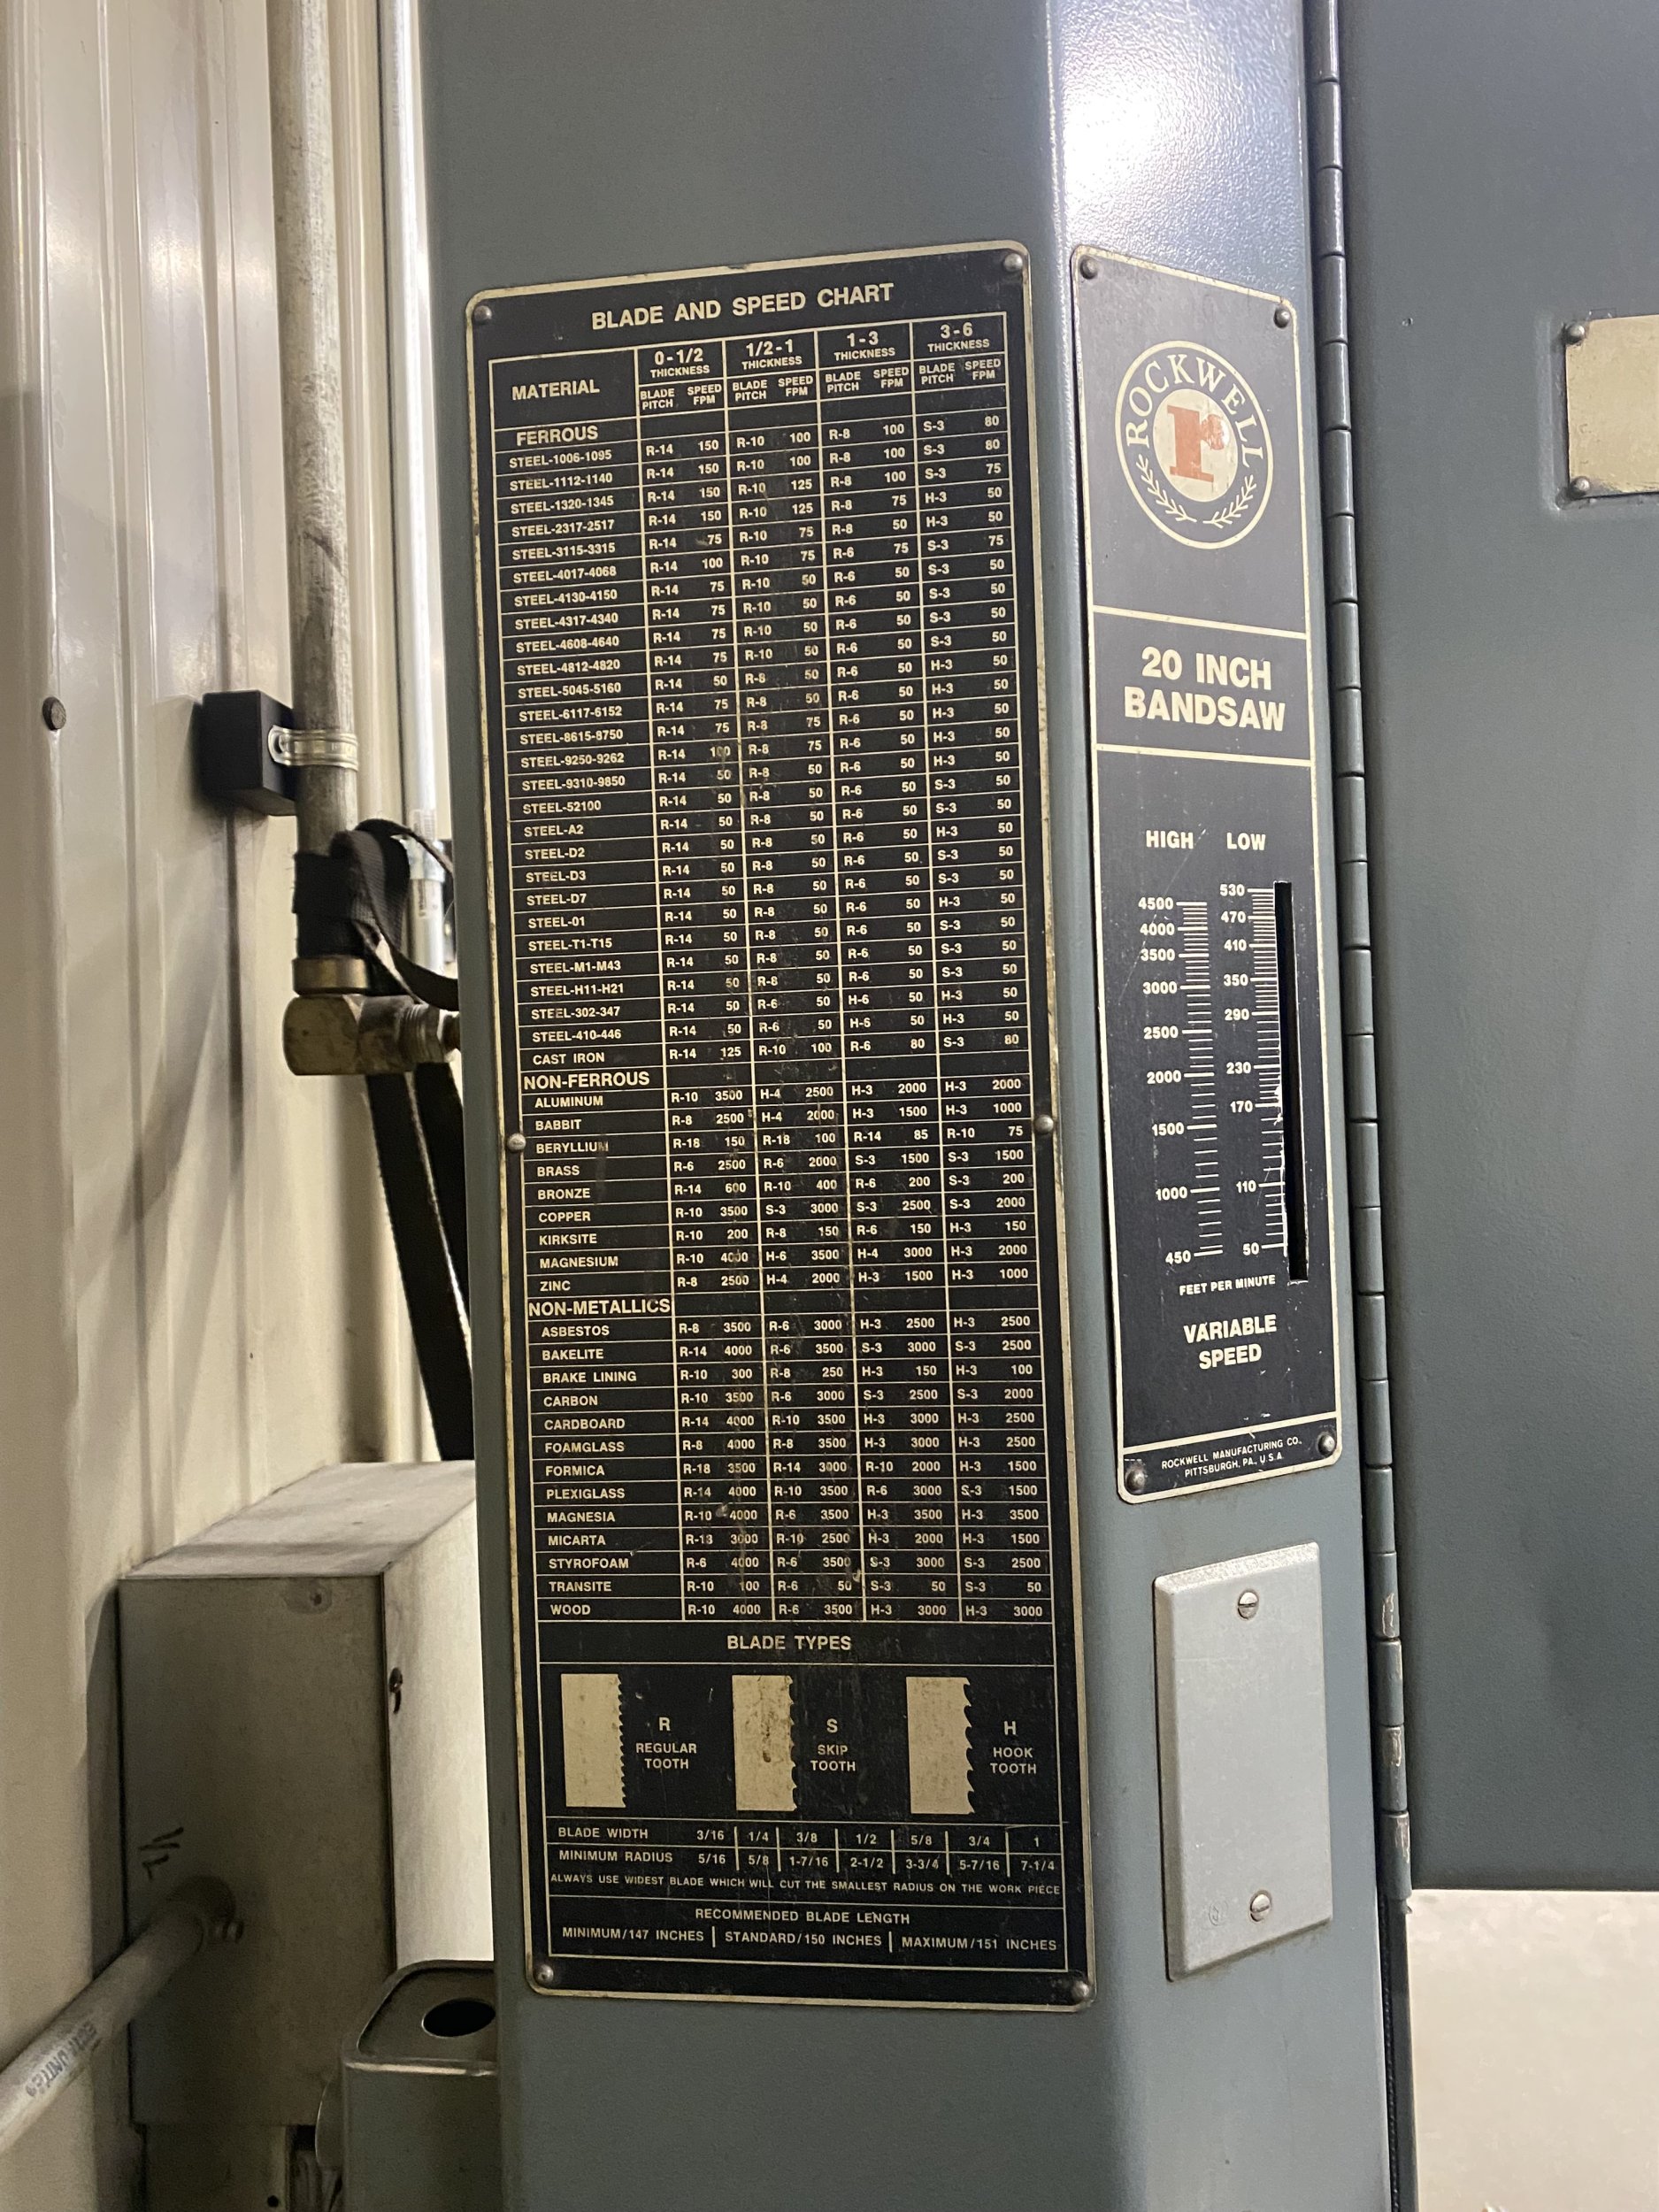 BLADE AND SPEED CHART
MATERIAL 0-1/2 THICKNESS 1/2-1 THICKNESS 1-3 THICKNESS 3-6 THICKNESS
BLADE PITCH SPEED FPM BLADE PITCH SPEED FPM BLADE PITCH SPEED FPM BLADE PITCH SPEED FPM
FERROUS
STEEL-1006-1095 R-14 150 R-10 100 R-8 100 S-3 80
STEEL-1112-1140 R-14 150 R-10 100 R-8 100 S-3 80
STEEL-1320-1345 R-14 150 R-10 125 R-8 100 S-3 75
STEEL-2317-2517 R-14 150 R-10 125 R-8 75 H-3 50
STEEL-3115-3315 R-14 75 R-10 75 R-8 50 H-3 50
STEEL-4017-4068 R-14 100 R-10 75 R-6 75 S-3 75
STEEL-4130-4150 R-14 75 R-10 50 R-6 50 S-3 50
STEEL-4317-4340 R-14 75 R-10 50 R-6 50 S-3 50
STEEL-4608-4640 R-14 75 R-10 50 R-6 50 S-3 50
STEEL-4812-4820 R-14 75 R-10 50 R-6 50 S-3 50
STEEL-5045-5160 R-14 50 R-8 50 R-6 50 H-3 50
STEEL-6117-6152 R-14 75 R-8 50 R-6 50 H-3 50
STEEL-8615-8750 R-14 75 R-8 75 R-6 50 H-3 50
STEEL-9250-9262 R-14 100 R-8 75 R-6 50 H-3 50
STEEL-9310-9850 R-14 50 R-8 50 R-6 50 H-3 50
STEEL-52100 R-14 50 R-8 50 R-6 50 S-3 50
STEEL-A2 R-14 50 R-8 50 R-6 50 S-3 50
STEEL-D2 R-14 50 R-8 50 R-6 50 H-3 50
STEEL-D3 R-14 50 R-8 50 R-6 50 S-3 50
STEEL-D7 R-14 50 R-8 50 R-6 50 S-3 50
STEEL-01 R-14 50 R-8 50 R-6 50 H-3 50
STEEL-T1-T15 R-14 50 R-8 50 R-6 50 S-3 50
STEEL-M1-M43 R-14 50 R-8 50 R-6 50 S-3 50
STEEL-H11-H21 R-14 50 R-8 50 R-6 50 S-3 50
STEEL-302-347 R-14 50 R-6 50 H-6 50 H-3 50
STEEL-410-446 R-14 50 R-6 50 H-6 50 H-3 50
CAST IRON R-14 125 R-10 100 R-6 80 S-3 80
NON-FERROUS
ALUMINUM R-10 3500 H-4 2500 H-3 2000 H-3 2000
BABBIT R-8 2500 H-4 2000 H-3 1500 H-3 1000
BERYLLIUM R-18 150 R-18 100 R-14 85 R-10 75
BRASS R-6 2500 R-6 2000 S-3 1500 S-3 1500
BRONZE R-14 600 R-10 400 R-6 200 S-3 200
COPPER R-10 3500 S-3 3000 S-3 2500 S-3 2000
KIRKSITE R-10 200 R-8 150 R-6 150 H-3 150
MAGNESIUM R-10 4000 H-6 3500 H-4 3000 H-3 2000
ZINC R-8 2500 H-4 2000 H-3 1500 H-3 1000
NON-METALLICS
ASBESTOS R-8 3500 R-6 3000 H-3 2500 H-3 2500
BAKELITE R-14 4000 R-6 3500 S-3 3000 S-3 2500
BRAKE LINING R-10 300 R-8 250 H-3 150 H-3 100
CARBON R-10 3500 R-6 3000 S-3 2500 S-3 2000
CARDBOARD R-14 4000 R-10 3500 H-3 3000 H-3 2500
FOAMGLASS R-8 4000 R-8 3500 H-3 3000 H-3 2500
FORMICA R-18 3500 R-14 3000 R-10 2000 H-3 1500
PLEXIGLASS R-14 4000 R-10 3500 R-6 3000 S-3 1500
MAGNESIA R-10 4000 R-6 3500 H-3 3500 H-3 3500
MICARTA R-18 3000 R-10 2500 H-3 2000 H-3 1500
STYROFOAM R-6 4000 R-6 3500 S-3 3000 S-3 2500
TRANSITE R-10 100 R-6 50 S-3 50 S-3 50
WOOD R-10 4000 R-6 3500 H-3 3000 H-3 3000
BLADE TYPES
R REGULAR TOOTH
S SKIP TOOTH
H HOOK TOOTH
BLADE WIDTH 3/16 1/4 3/8 1/2 5/8 3/4 1
MINIMUM RADIUS 5/16 5/8 1-7/16 2-1/2 3-3/4 5-7/16 7-1/4
ALWAYS USE WIDEST BLADE WHICH WILL CUT THE SMALLEST RADIUS ON THE WORK PIECE
RECOMMENDED BLADE LENGTH
MINIMUM/147 INCHES STANDARD/150 INCHES MAXIMUM/151 INCHES
ROCKWELL
r
20 INCH
BANDSAW
HIGH LOW
4500 530
4000 470
3500 410
3000 350
2500 290
2000 230
1500 170
1000 110
450 50
FEET PER MINUTE
VARIABLE
SPEED
ROCKWELL MANUFACTURING CO.
PITTSBURGH, PA., U.S.A.